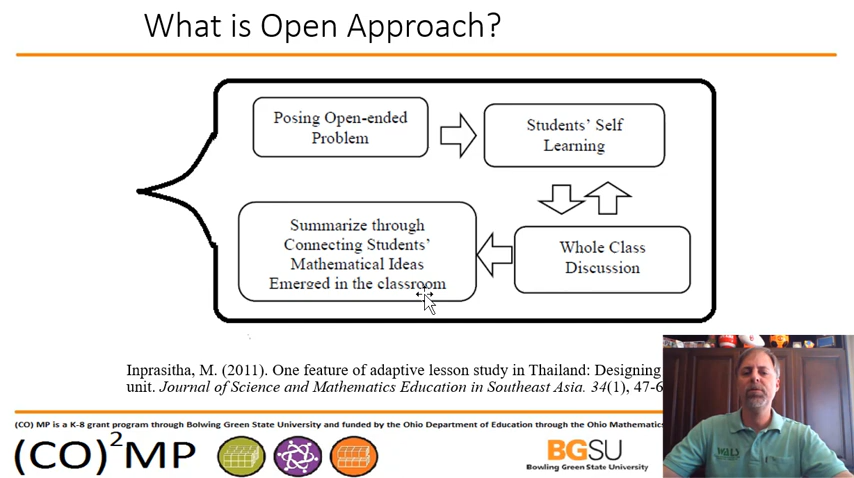 What is Open Approach?
Posing Open-ended
Problem
Students' Self
Learning
Summarize through
Connecting Students'
Mathematical Ideas
Emerged in the classroom
Whole Class
Discussion
Inprasitha, M. (2011). One feature of adaptive lesson study in Thailand: Designing
unit. Journal of Science and Mathematics Education in Southeast Asia. 34(1), 47-6
(CO) MP is a K-8 grant program through Bolwing Green State University and funded by the Ohio Department of Education through the Ohio Mathematics
(CO)²MP
BGSU
Bowling Green State University